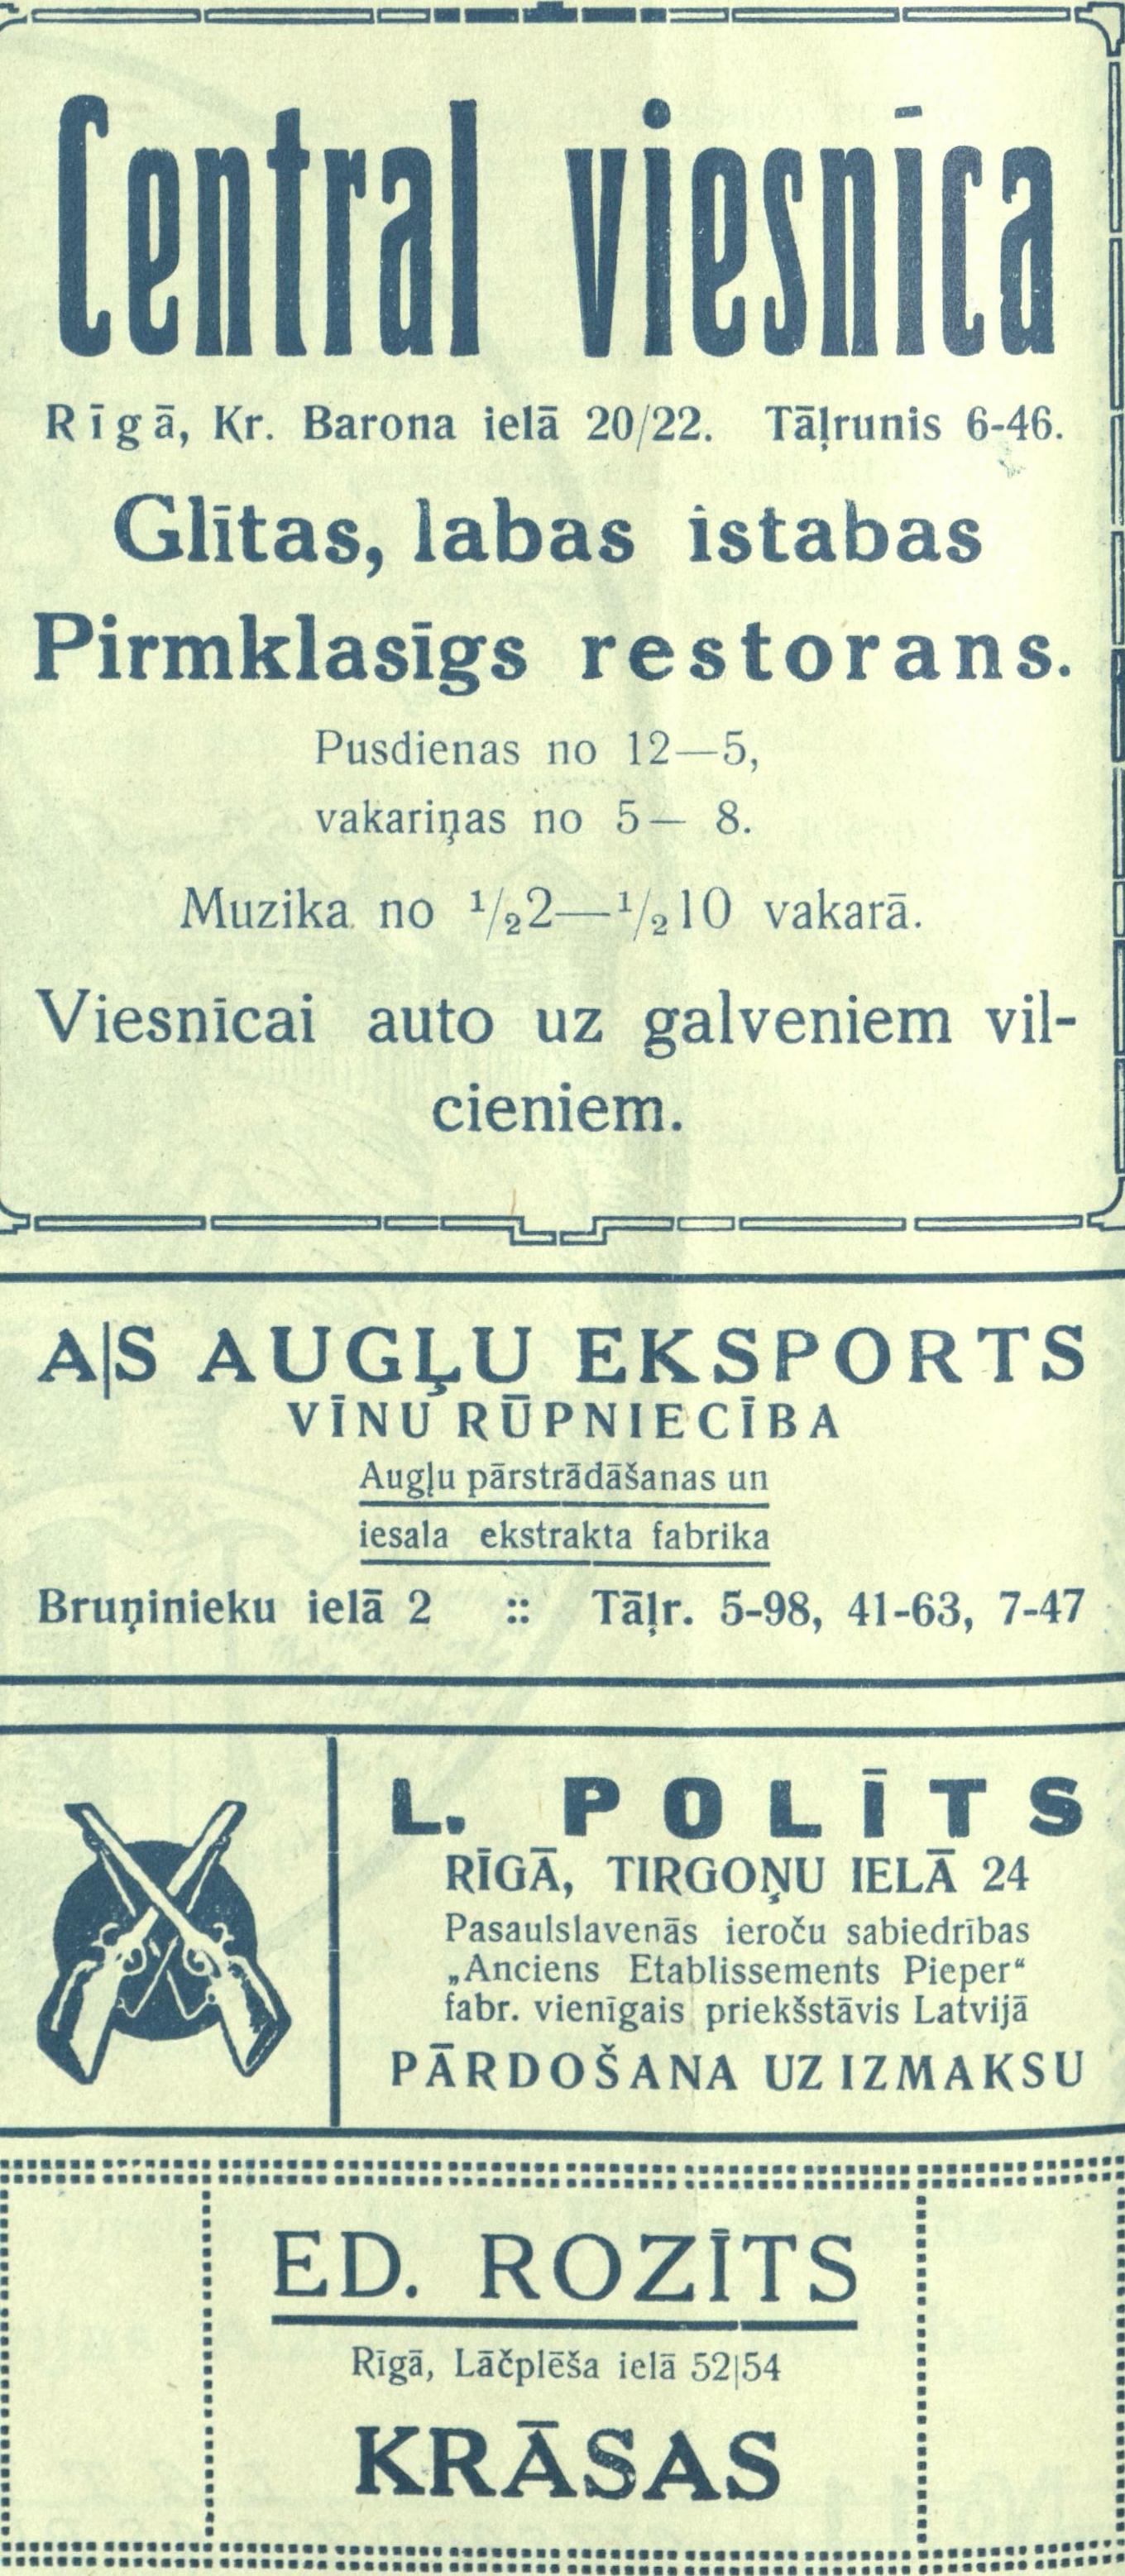 Central viesnīca
Rīgā, Kr. Barona ielā 20/22. Tāļrunis 6-46.
Glītas, labas istabas
Pirmklasīgs restorans.
Pusdienas no 12—5,
vakariņas no 5— 8.
Muzika no ¹/₂2—¹/₂10 vakarā.
Viesnīcai auto uz galveniem vil-
cieniem.
A|S AUGĻU EKSPORTS
VĪNU RŪPNIECĪBA
Augļu pārstrādāšanas un
iesala ekstrakta fabrika
Bruņinieku ielā 2 :: Tāļr. 5-98, 41-63, 7-47
L. POLĪTS
RĪGĀ, TIRGOŅU IELĀ 24
Pasaulslavenās ieroču sabiedrības
„Anciens Etablissements Pieper“
fabr. vienīgais priekšstāvis Latvijā
PĀRDOŠANA UZ IZMAKSU
ED. ROZĪTS
Rīgā, Lāčplēša ielā 52|54
KRĀSAS